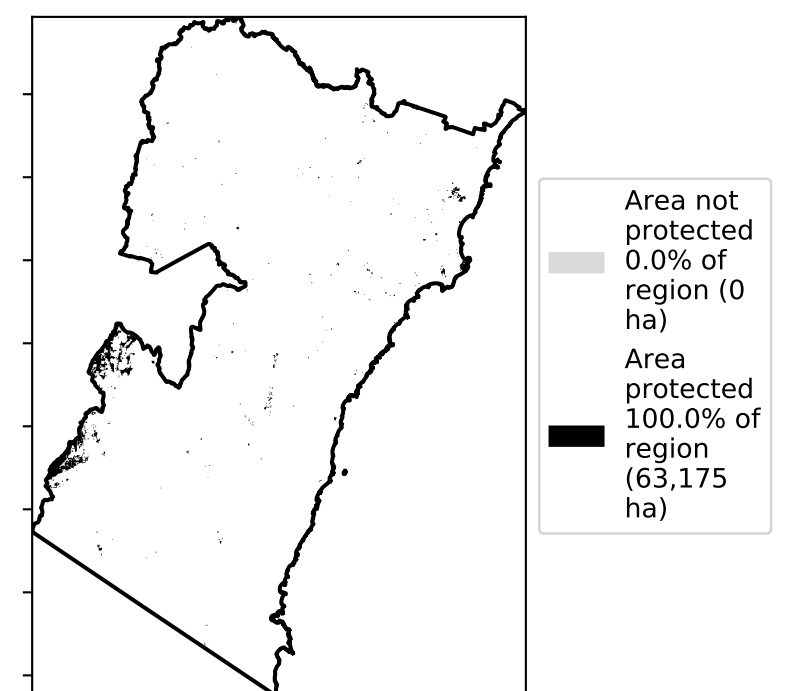 Area not
protected
0.0% of
region (0
ha)
Area
protected
100.0% of
region
(63,175
ha)